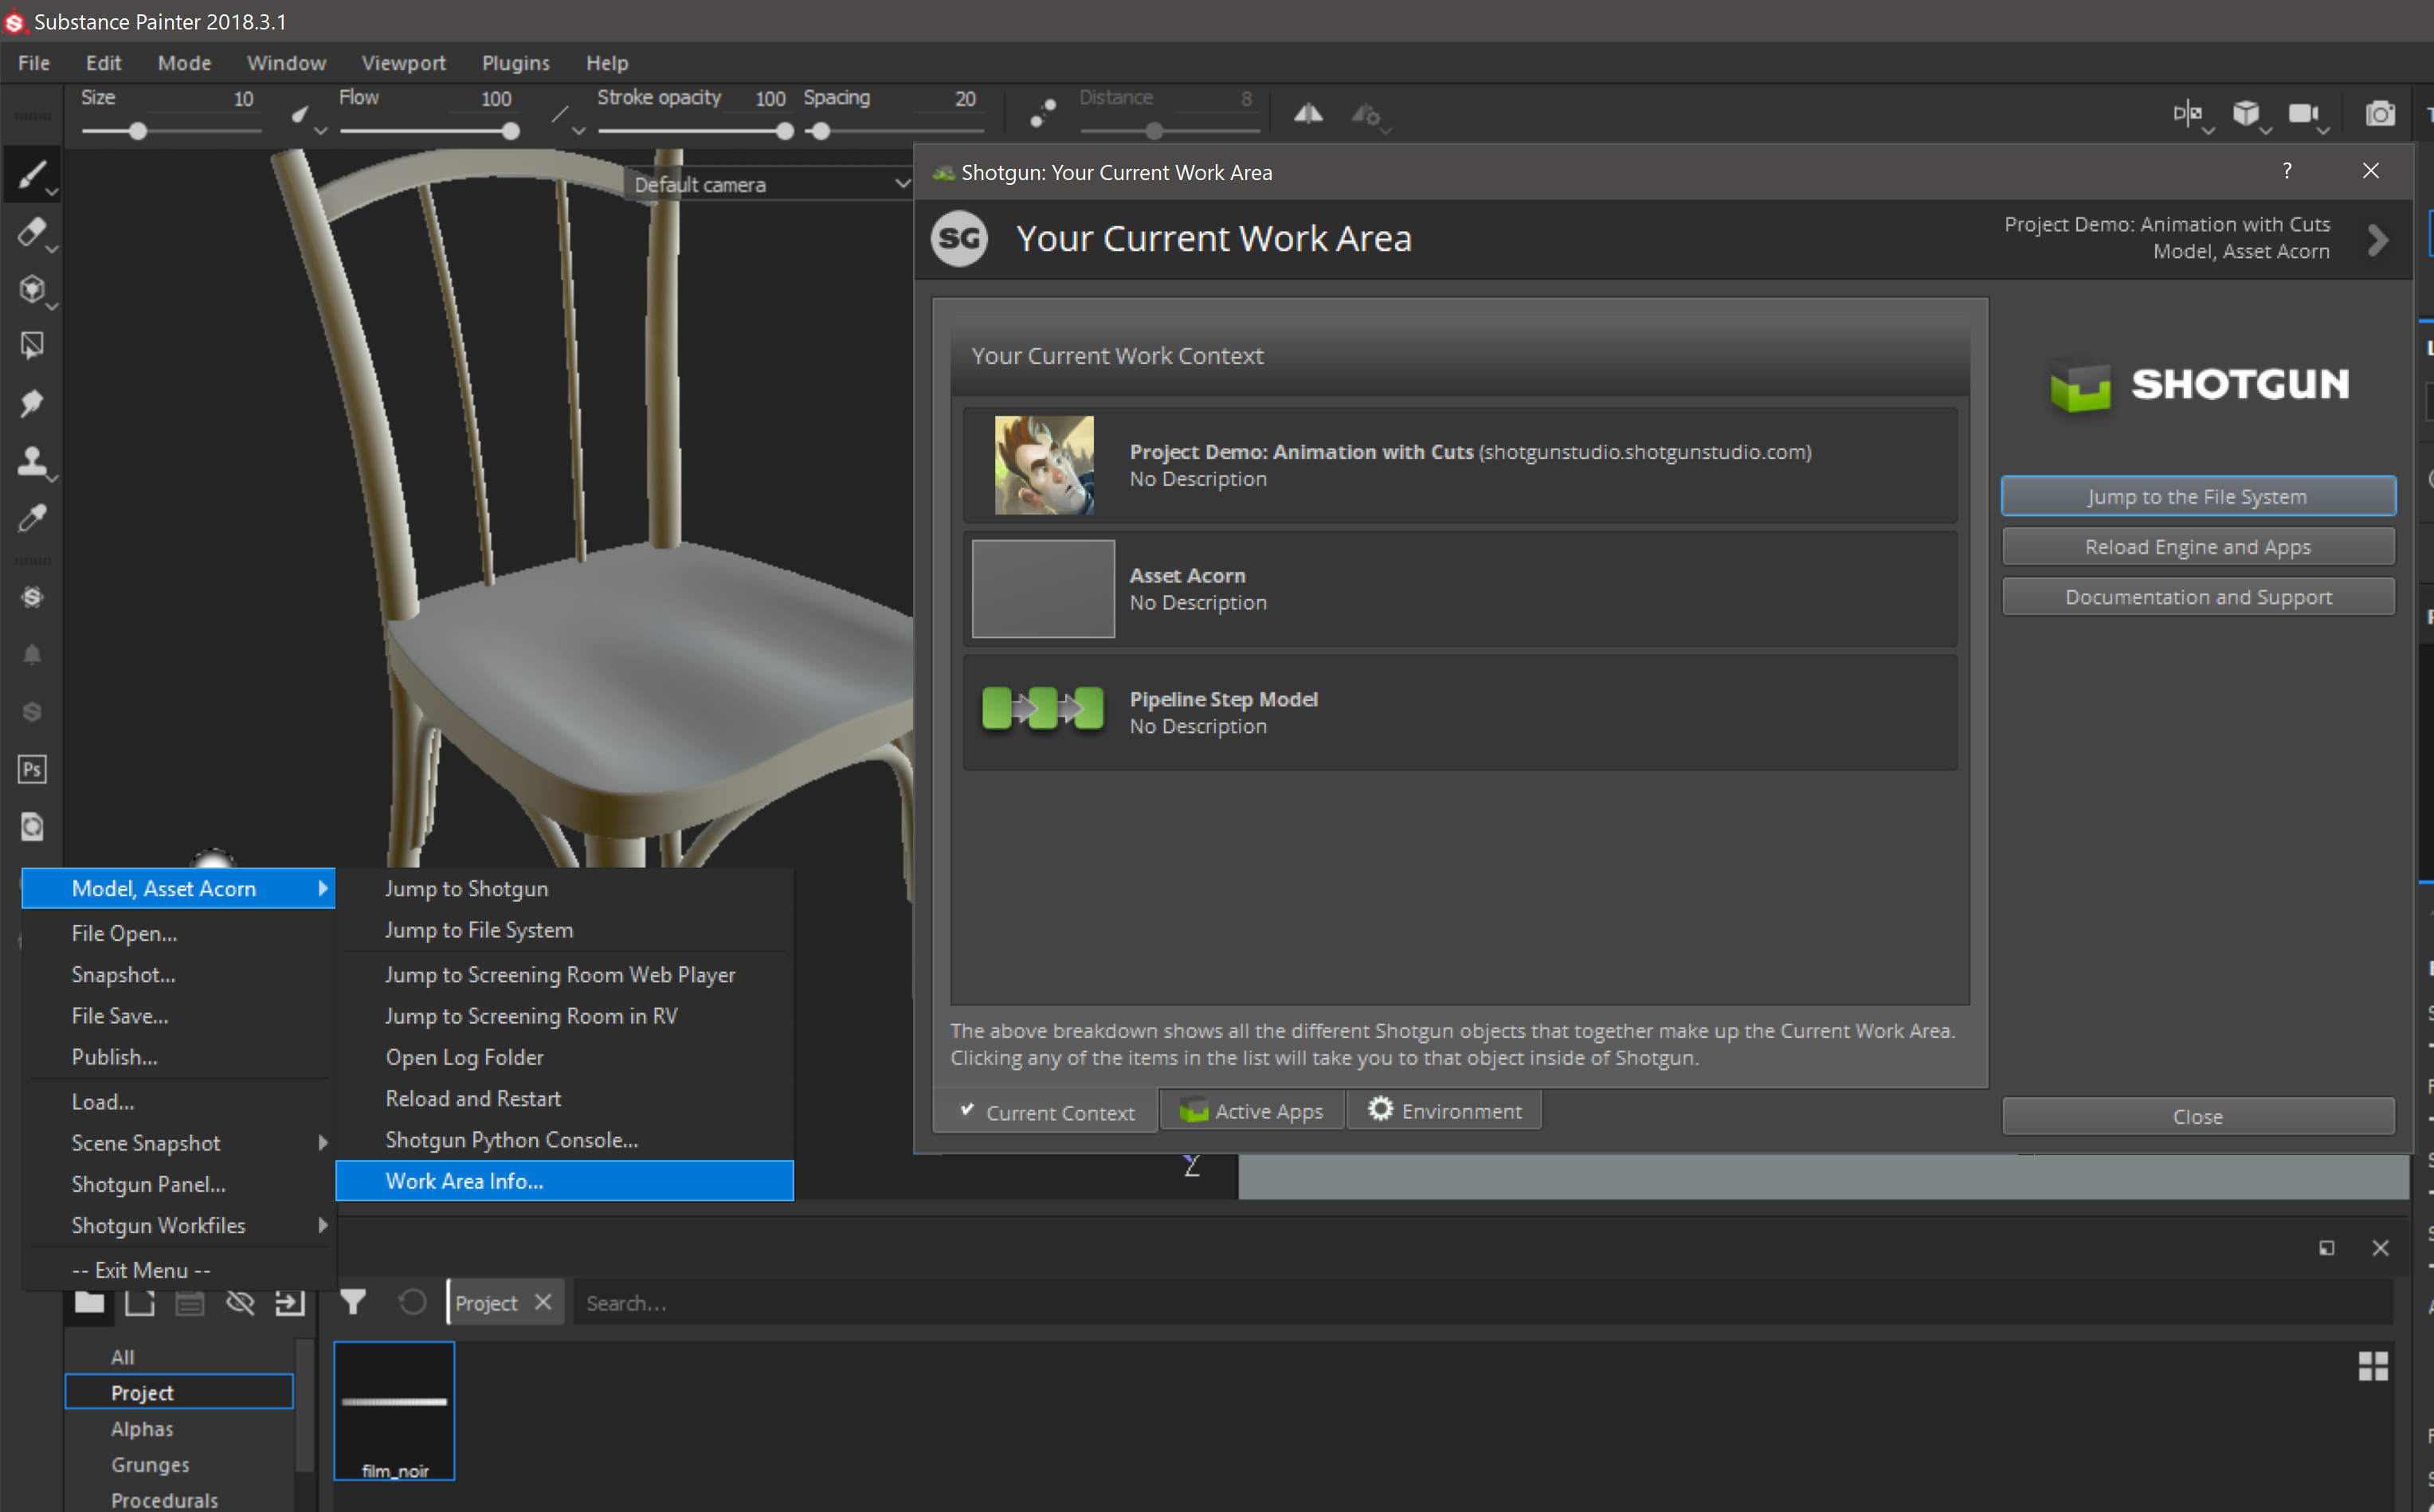 Substance Painter 2018.3.1
File Edit Mode Window Viewport Plugins Help
Size 10 Flow 100 Stroke opacity 100 Spacing 20 Distance 8
Default camera
Shotgun: Your Current Work Area ?
SG Your Current Work Area
Project Demo: Animation with Cuts
Model, Asset Acorn
Your Current Work Context
Project Demo: Animation with Cuts (shotgunstudio.shotgunstudio.com)
No Description
Asset Acorn
No Description
Pipeline Step Model
No Description
SHOTGUN
Jump to the File System
Reload Engine and Apps
Documentation and Support
The above breakdown shows all the different Shotgun objects that together make up the Current Work Area.
Clicking any of the items in the list will take you to that object inside of Shotgun.
Current Context Active Apps Environment
Close
Ps
Model, Asset Acorn
File Open...
Snapshot...
File Save...
Publish...
Load...
Scene Snapshot
Shotgun Panel...
Shotgun Workfiles
-- Exit Menu --
Jump to Shotgun
Jump to File System
Jump to Screening Room Web Player
Jump to Screening Room in RV
Open Log Folder
Reload and Restart
Shotgun Python Console...
Work Area Info...
Z
Project
Search...
All
Project
Alphas
Grunges
Procedurals
film_noir